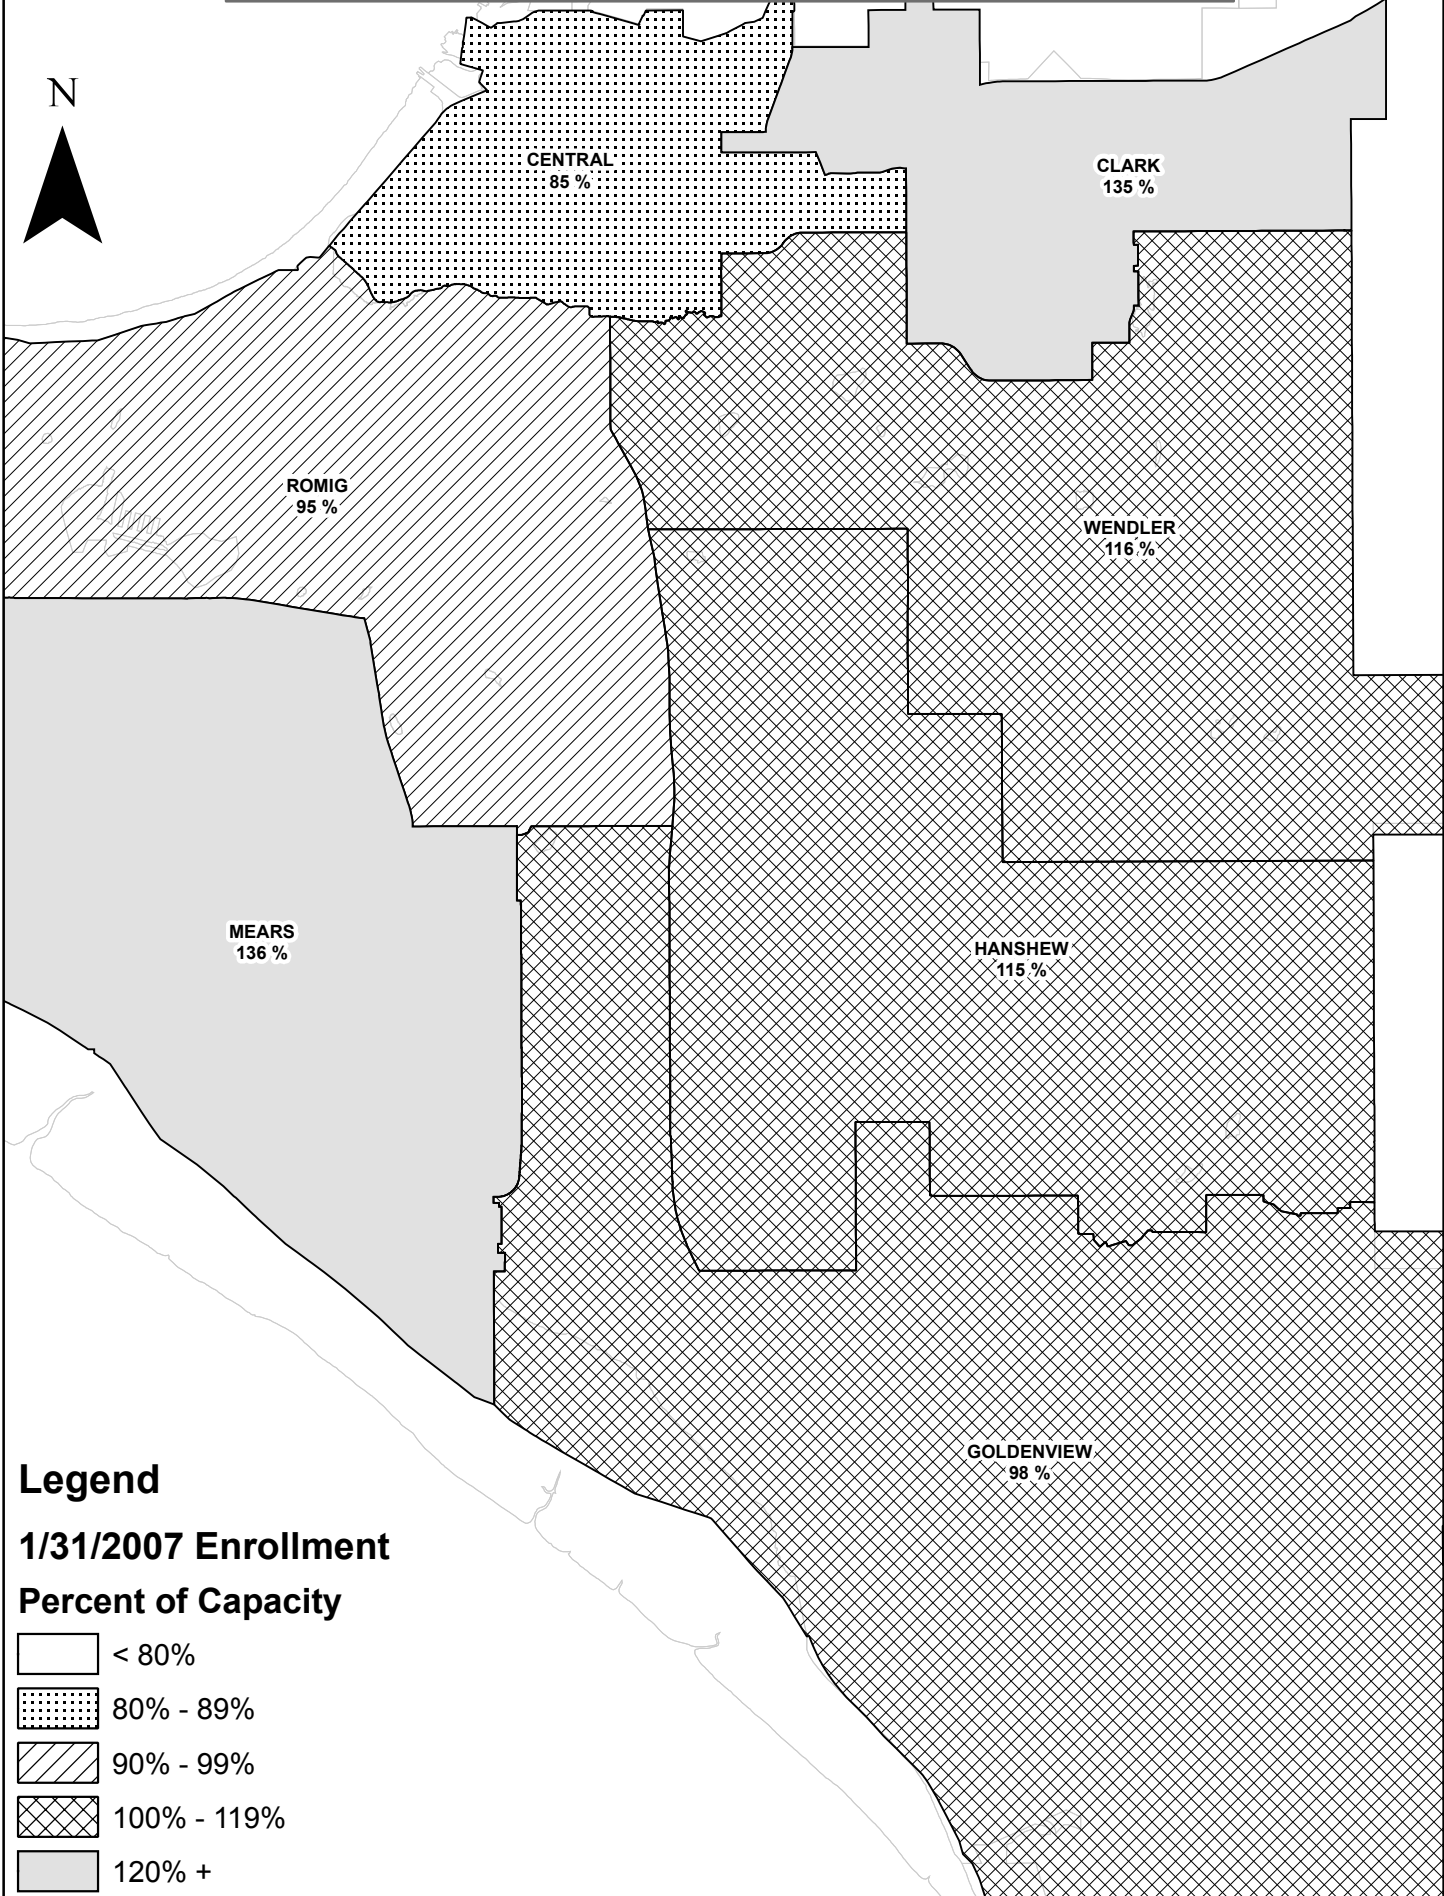 N
CENTRAL
85 %
CLARK
135 %
ROMIG
95 %
WENDLER
116 %
MEARS
136 %
HANSHEW
115 %
GOLDENVIEW
98 %
Legend
1/31/2007 Enrollment
Percent of Capacity
< 80%
80% - 89%
90% - 99%
100% - 119%
120% +